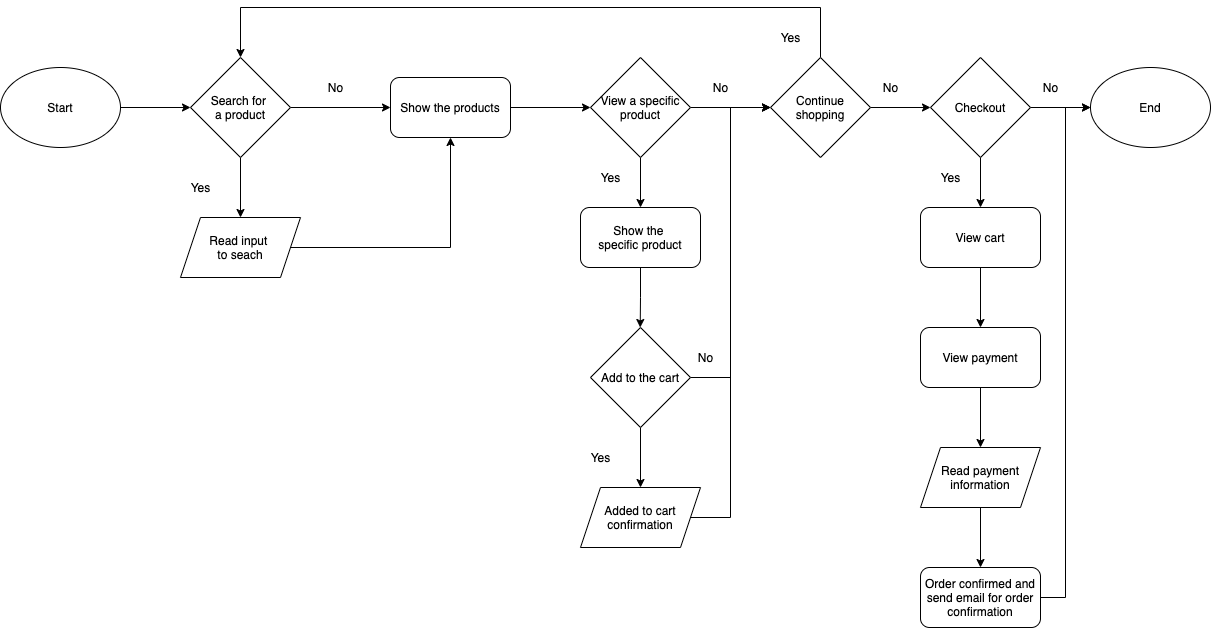 Yes
Start
Search for
a product
No
Show the products
View a specific
product
No
Continue
shopping
No
Checkout
No
End
Yes
Read input
to seach
Yes
Show the
specific product
Add to the cart
No
Yes
Added to cart
confirmation
Yes
View cart
View payment
Read payment
information
Order confirmed and
send email for order
confirmation